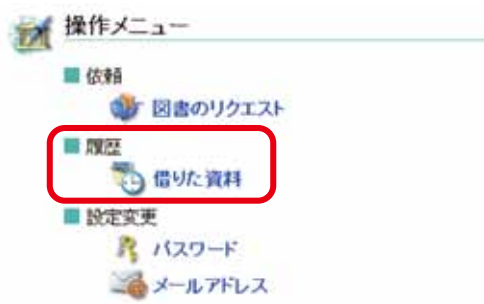 操作メニュー
■ 依頼
図書のリクエスト
■ 履歴
借りた資料
■ 設定変更
パスワード
メールアドレス